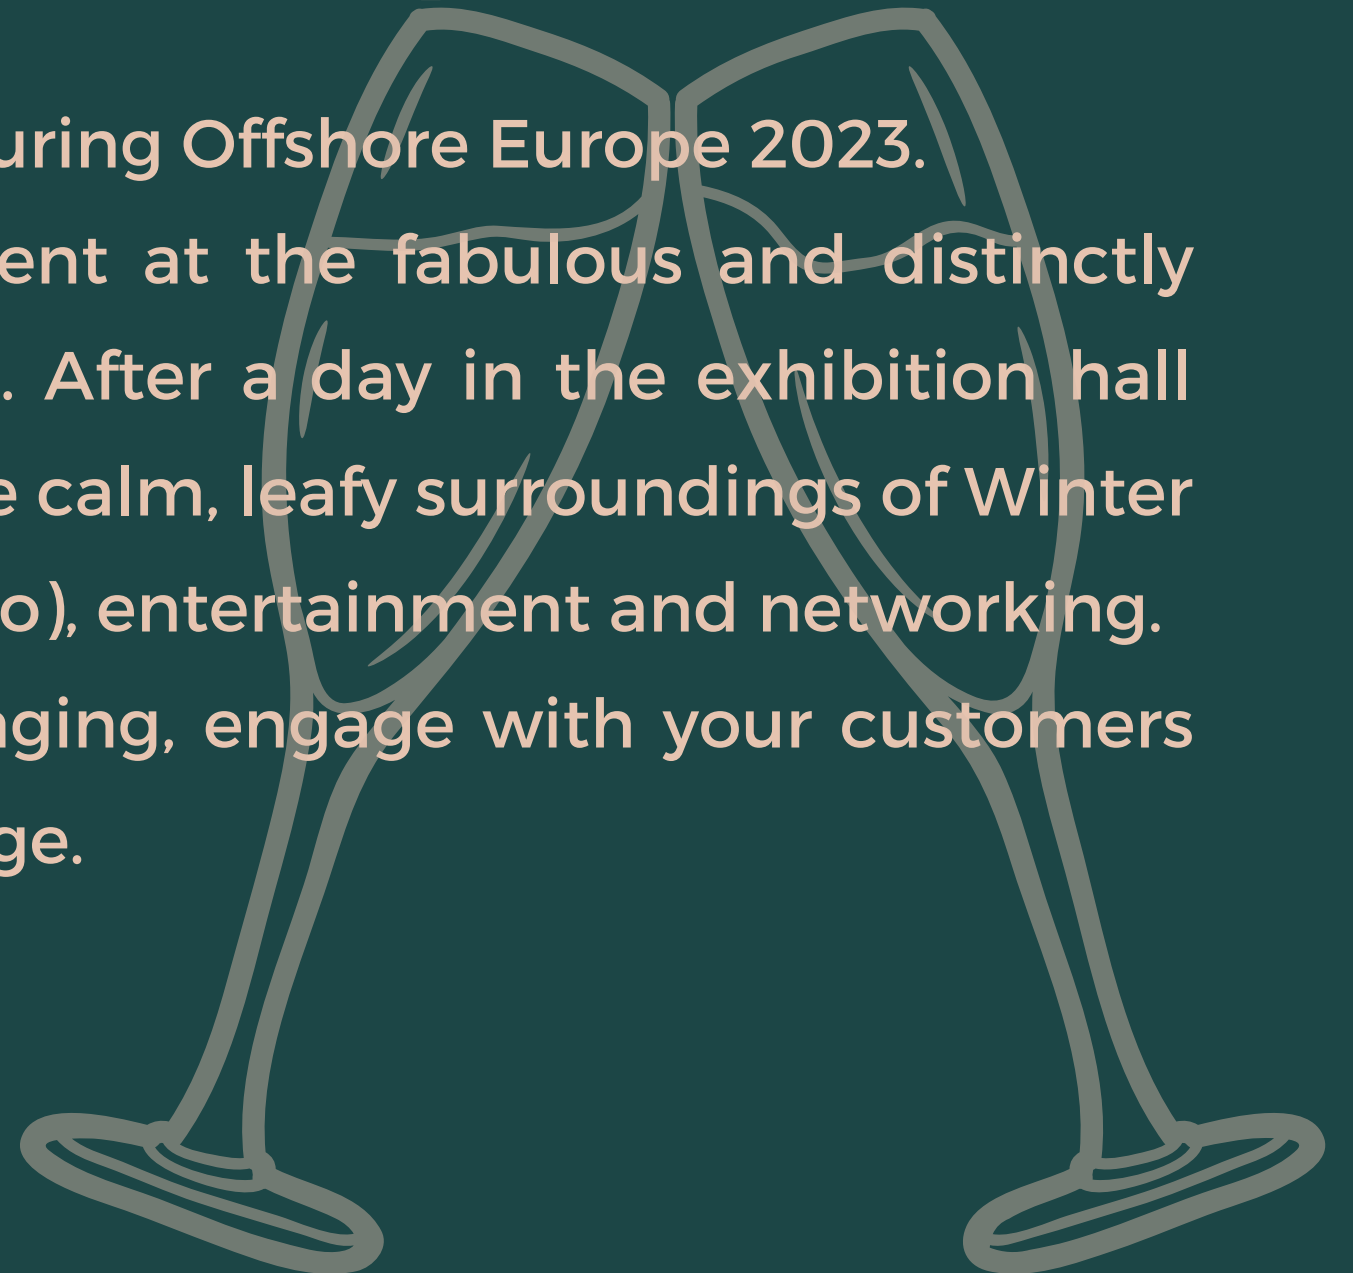 uring Offshore Europe 2023.
ent at the fabulous and distinctly
. After a day in the exhibition hall
e calm, leafy surroundings of Winter
o), entertainment and networking.
ging, engage with your customers
ge.